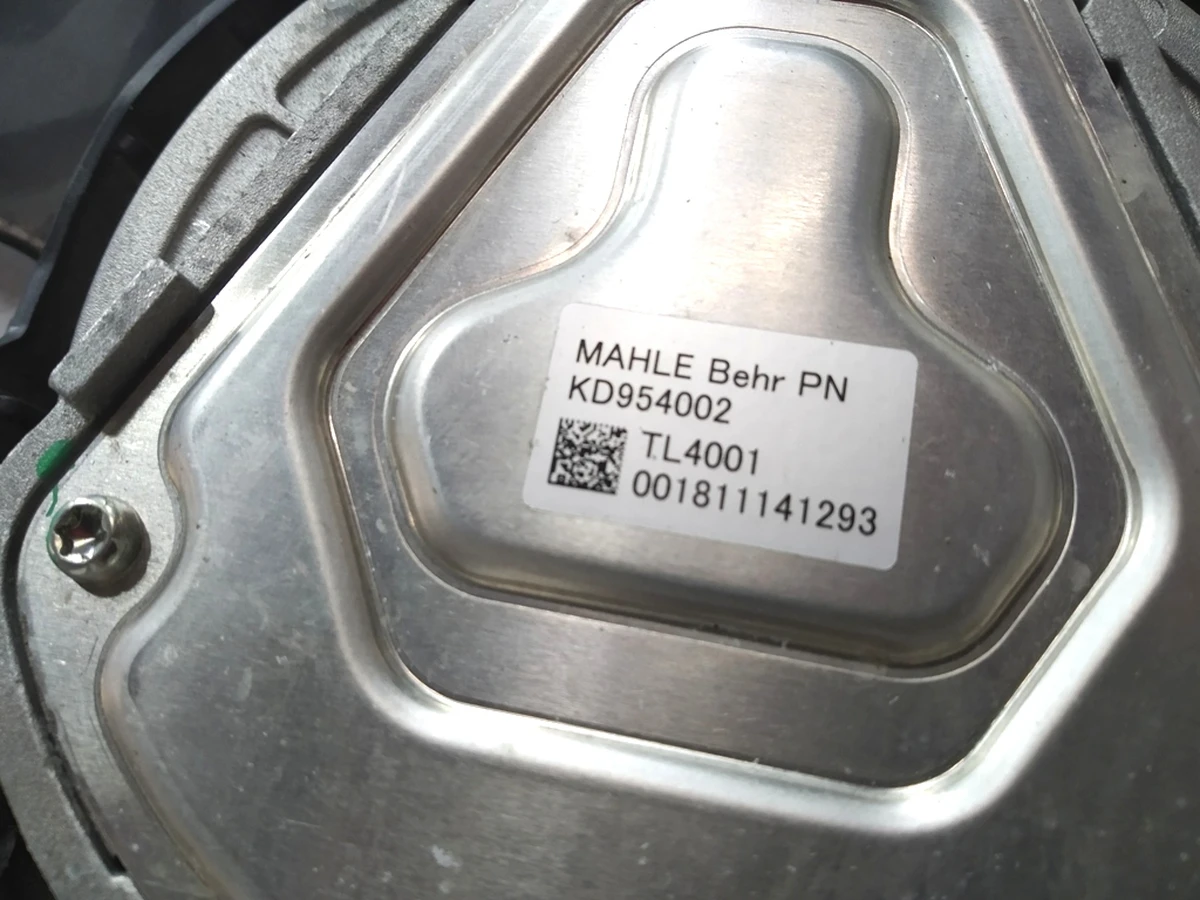 MAHLE Behr PN
KD954002
TL4001
001811141293